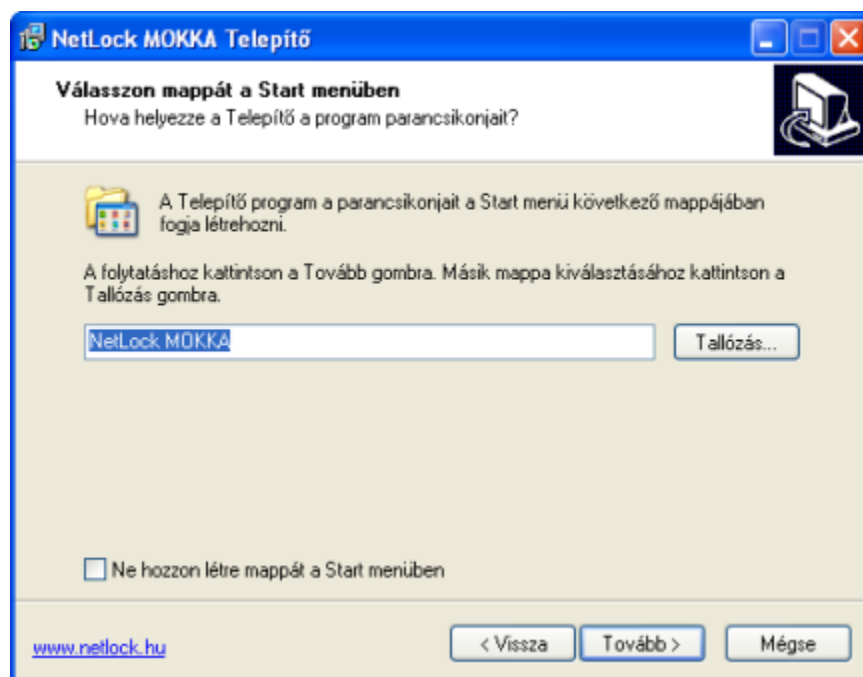 NetLock MOKKA Telepítő
Válasszon mappát a Start menüben
Hova helyezze a Telepítő a program parancsikonjait?
A Telepítő program a parancsikonjait a Start menü következő mappájában
fogja létrehozni.
A folytatáshoz kattintson a Tovább gombra. Másik mappa kiválasztásához kattintson a
Tallózás gombra.
NetLock MOKKA
Tallózás...
Ne hozzon létre mappát a Start menüben
www.netlock.hu
< Vissza
Tovább >
Mégse